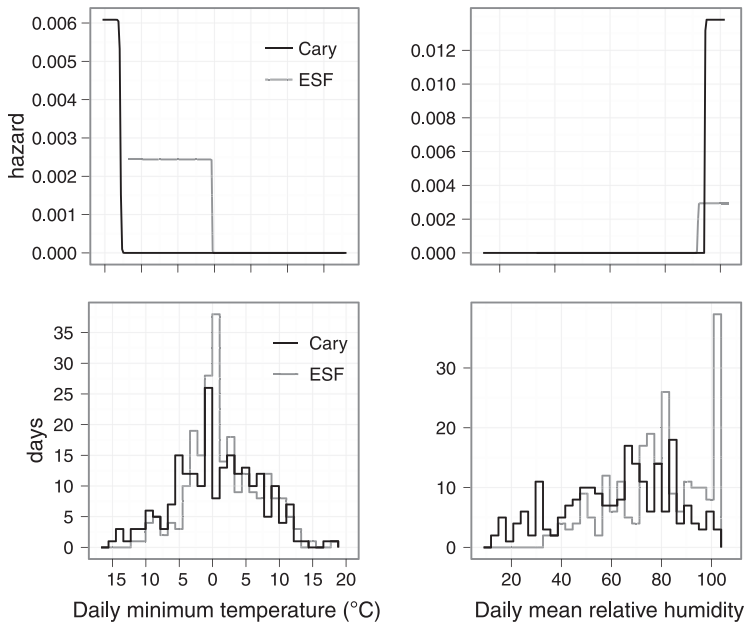 0.006
0.005
0.004
0.003
0.002
0.001
0.000
hazard
Cary
ESF
0.012
0.010
0.008
0.006
0.004
0.002
0.000
35
30
25
20
15
10
5
0
days
Cary
ESF
15 10 5 0 5 10 15 20
Daily minimum temperature (°C)
30
20
10
0
20 40 60 80 100
Daily mean relative humidity